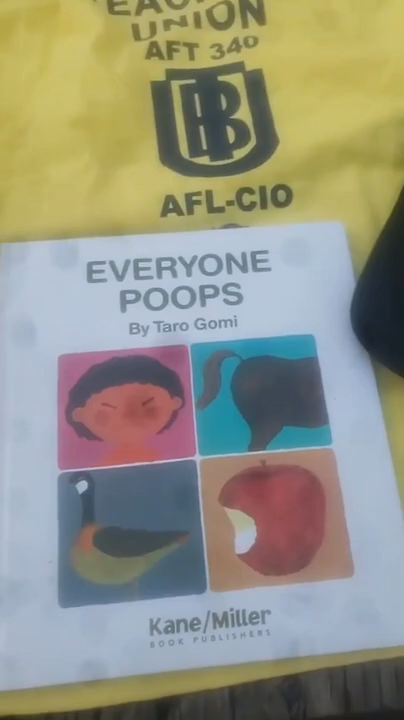 UNION
AFT 340
AFL-CIO
EVERYONE
POOPS
By Taro Gomi
Kane/Miller
BOOK PUBLISHERS